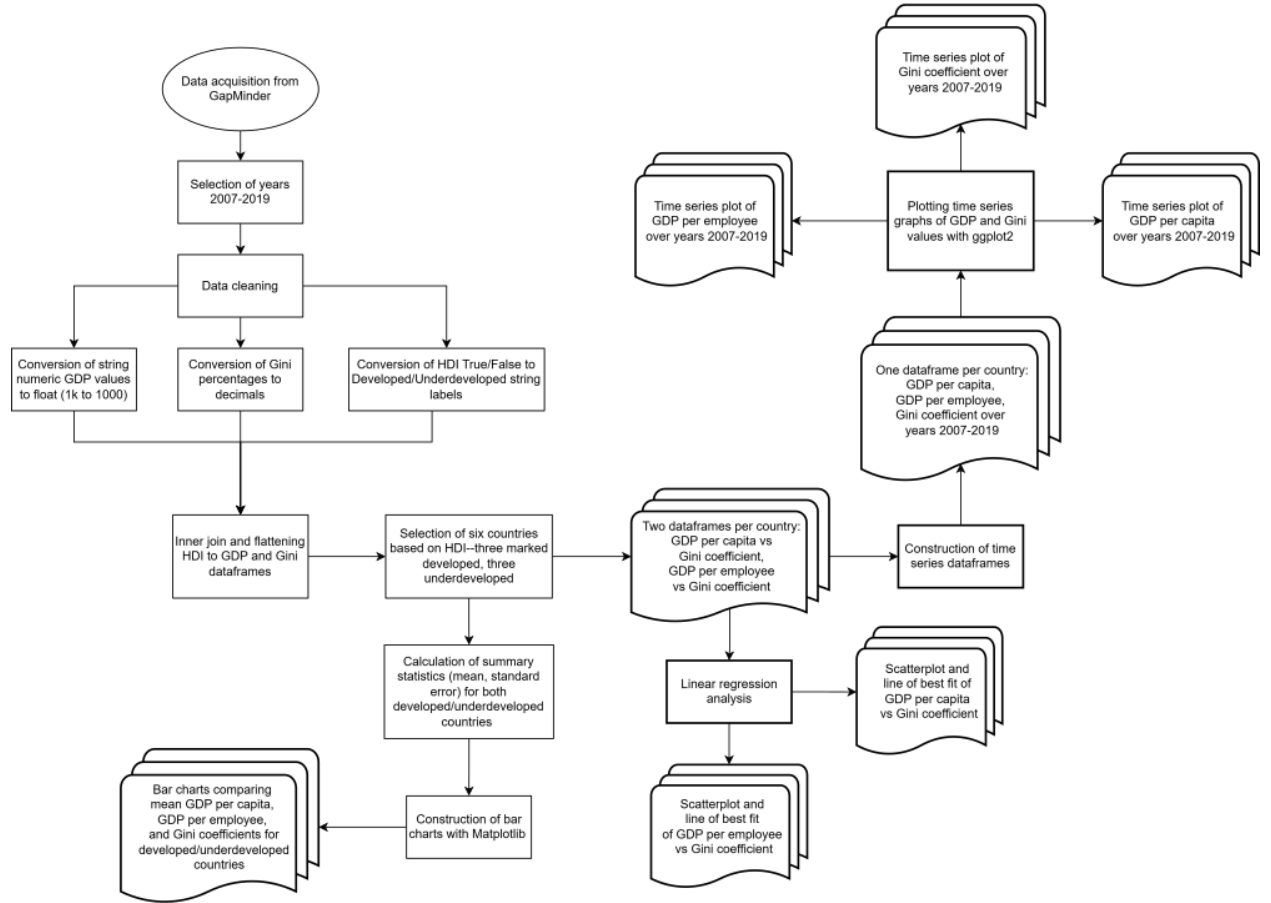 Data acquisition from
GapMinder
Selection of years
2007-2019
Data cleaning
Conversion of string
numeric GDP values
to float (1k to 1000)
Conversion of Gini
percentages to
decimals
Conversion of HDI True/False to
Developed/Underdeveloped string
labels
Inner join and flattening
HDI to GDP and Gini
dataframes
Selection of six countries
based on HDI--three marked
developed, three
underdeveloped
Calculation of summary
statistics (mean, standard
error) for both
developed/underdeveloped
countries
Construction of bar
charts with Matplotlib
Bar charts comparing
mean GDP per capita,
GDP per employee,
and Gini coefficients for
developed/underdeveloped
countries
Two dataframes per country:
GDP per capita vs
Gini coefficient,
GDP per employee
vs Gini coefficient
Linear regression
analysis
Scatterplot and
line of best fit of
GDP per capita
vs Gini coefficient
Scatterplot and
line of best fit
of GDP per employee
vs Gini coefficient
Construction of time
series dataframes
One dataframe per country:
GDP per capita,
GDP per employee,
Gini coefficient over
years 2007-2019
Plotting time series
graphs of GDP and Gini
values with ggplot2
Time series plot of
GDP per employee
over years 2007-2019
Time series plot of
Gini coefficient over
years 2007-2019
Time series plot of
GDP per capita
over years 2007-2019